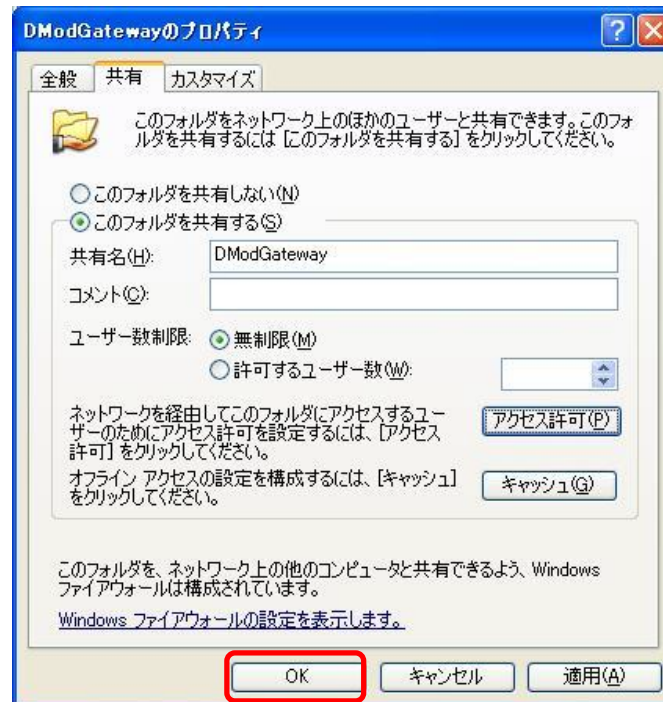 DModGatewayのプロパティ
全般 共有 カスタマイズ
このフォルダをネットワーク上のほかのユーザーと共有できます。このフォ
ルダを共有するには [このフォルダを共有する] をクリックしてください。
このフォルダを共有しない(N)
このフォルダを共有する(S)
共有名(H): DModGateway
コメント(C):
ユーザー数制限: 無制限(M)
許可するユーザー数(W):
ネットワークを経由してこのフォルダにアクセスするユー
ザーのためにアクセス許可を設定するには、[アクセス
許可] をクリックしてください。
アクセス許可(P)
オフライン アクセスの設定を構成するには、[キャッシュ]
をクリックしてください。
キャッシュ(G)
このフォルダを、ネットワーク上の他のコンピュータと共有できるよう、Windows
ファイアウォールは構成されています。
Windows ファイアウォールの設定を表示します。
OK キャンセル 適用(A)